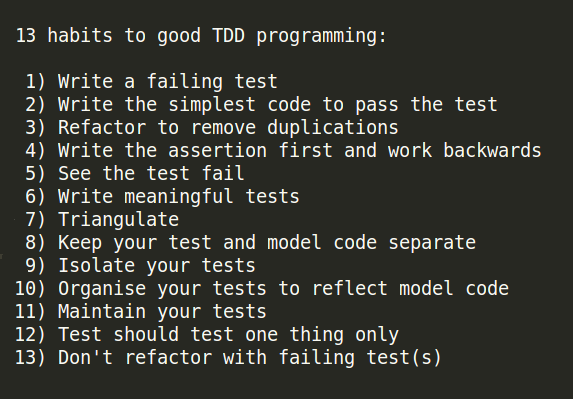 13 habits to good TDD programming:
1) Write a failing test
2) Write the simplest code to pass the test
3) Refactor to remove duplications
4) Write the assertion first and work backwards
5) See the test fail
6) Write meaningful tests
7) Triangulate
8) Keep your test and model code separate
9) Isolate your tests
10) Organise your tests to reflect model code
11) Maintain your tests
12) Test should test one thing only
13) Don't refactor with failing test(s)